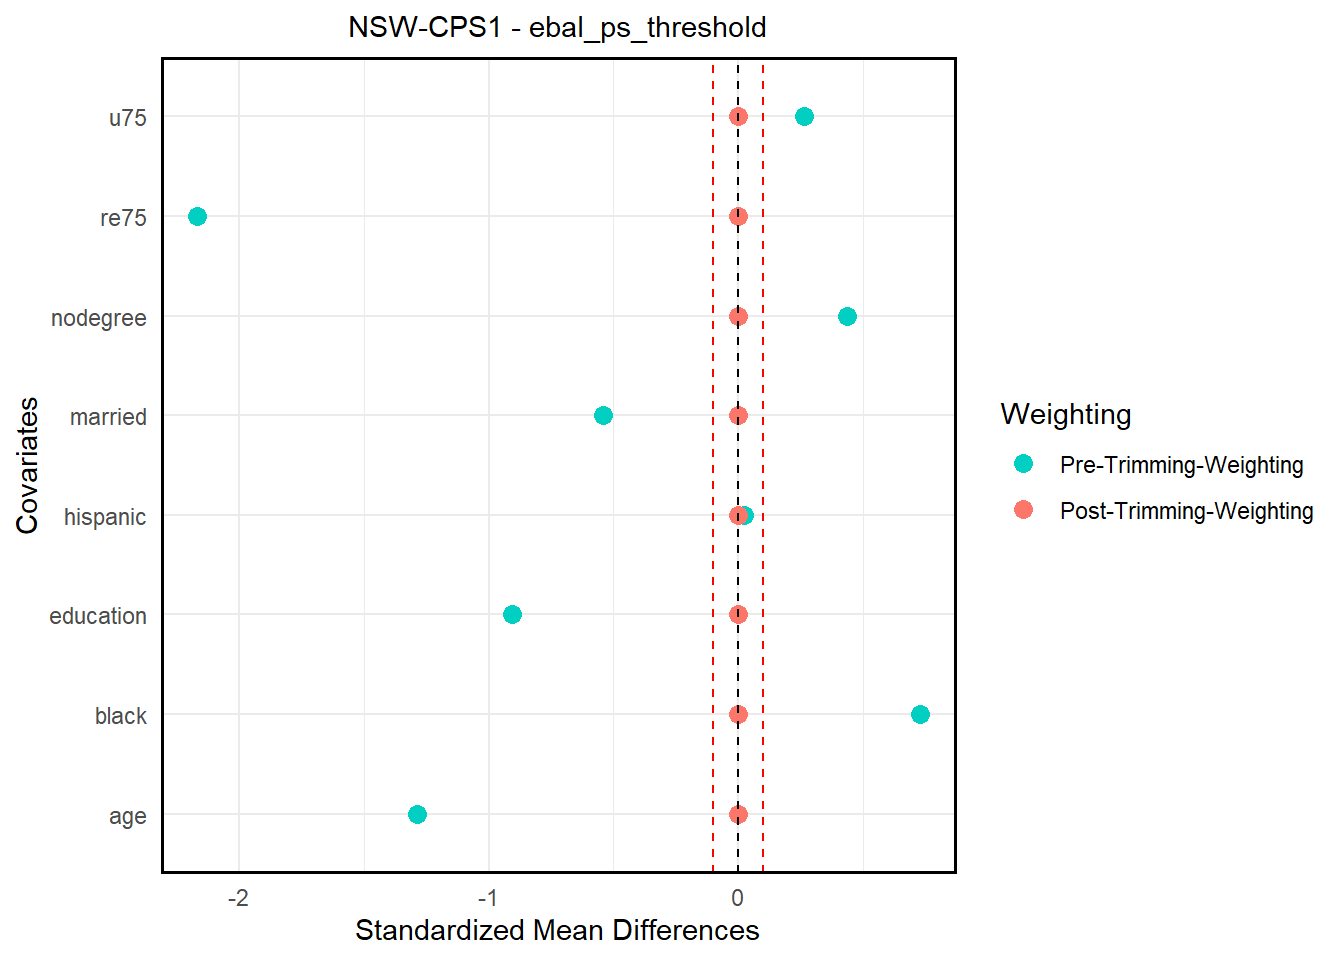 NSW-CPS1 - ebal_ps_threshold
u75
re75
nodegree
married
hispanic
education
black
age
Covariates
-2
-1
0
Standardized Mean Differences
Weighting
Pre-Trimming-Weighting
Post-Trimming-Weighting